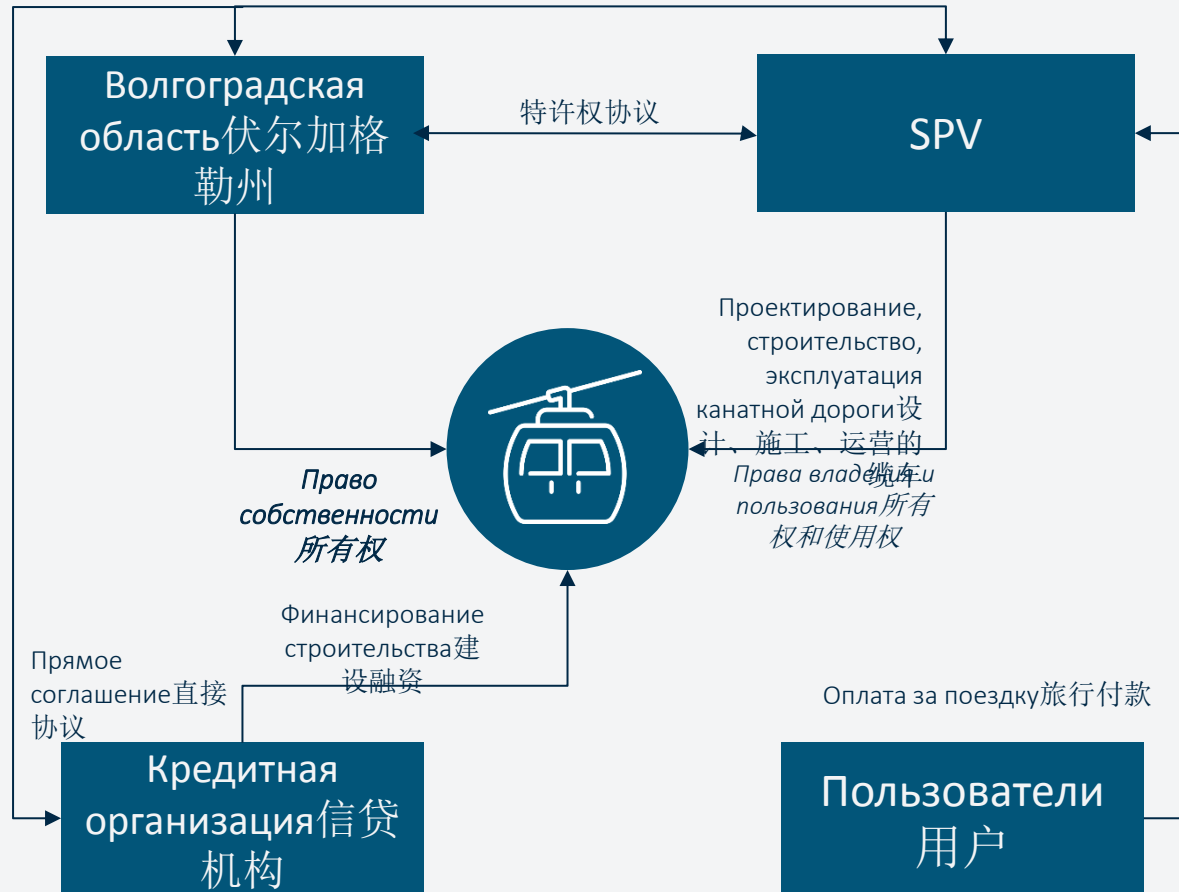 Волгоградская
область伏尔加格
勒州
特许权协议
SPV
Проектирование,
строительство,
эксплуатация
канатной дороги设
计、施工、运营的
缆车
Права владения и
пользования所有
权和使用权
Право
собственности
所有权
Финансирование
строительства建
设融资
Прямое
соглашение直接
协议
Оплата за поездку旅行付款
Кредитная
организация信贷
机构
Пользователи
用户